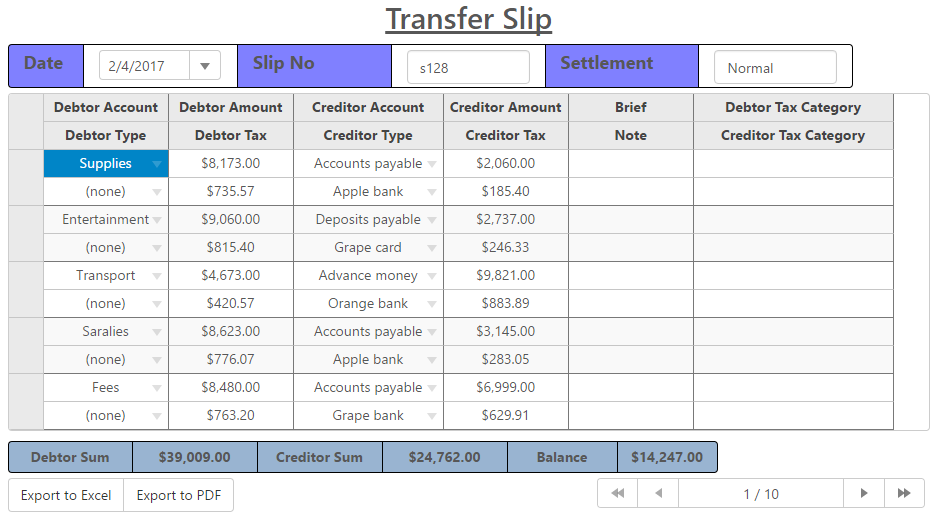 Transfer Slip
Date 2/4/2017 Slip No s128 Settlement Normal
Debtor Account Debtor Amount Creditor Account Creditor Amount Brief Debtor Tax Category
Debtor Type Debtor Tax Creditor Type Creditor Tax Note Creditor Tax Category
Supplies $8,173.00 Accounts payable $2,060.00
(none) $735.57 Apple bank $185.40
Entertainment $9,060.00 Deposits payable $2,737.00
(none) $815.40 Grape card $246.33
Transport $4,673.00 Advance money $9,821.00
(none) $420.57 Orange bank $883.89
Saralies $8,623.00 Accounts payable $3,145.00
(none) $776.07 Apple bank $283.05
Fees $8,480.00 Accounts payable $6,999.00
(none) $763.20 Grape bank $629.91
Debtor Sum $39,009.00 Creditor Sum $24,762.00 Balance $14,247.00
Export to Excel Export to PDF 1 / 10